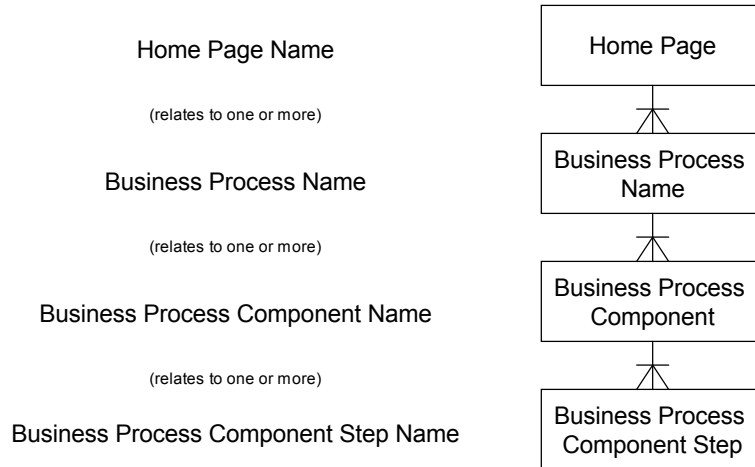 Home Page Name
(relates to one or more)
Business Process Name
(relates to one or more)
Business Process Component Name
(relates to one or more)
Business Process Component Step Name
Home Page
Business Process
Name
Business Process
Component
Business Process
Component Step